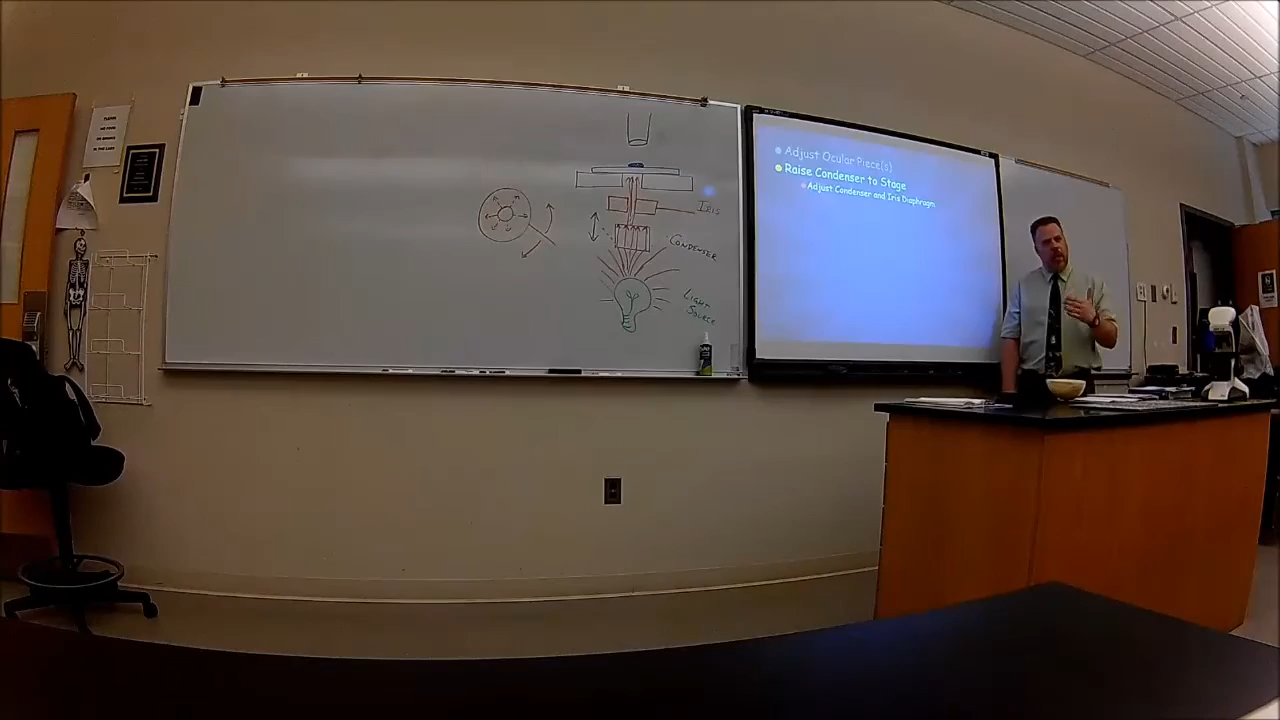 Iris
Condenser
Light
Source
Adjust Ocular Piece(s)
Raise Condenser to Stage
Adjust Condenser and Iris Diaphragm